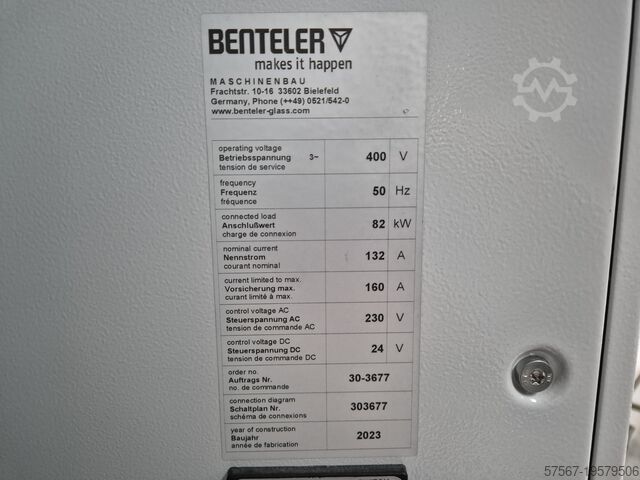 BENTELER
makes it happen
MASCHINENBAU
Frachtstr. 10-16 33602 Bielefeld
Germany, Phone (++49) 0521/542-0
www.benteler-glass.com
operating voltage
Betriebsspannung 3~ 400 V
tension de service
frequency
Frequenz 50 Hz
fréquence
connected load
Anschlußwert 82 kW
charge de connexion
nominal current
Nennstrom 132 A
courant nominal
current limited to max.
Vorsicherung max. 160 A
curant limité à max.
control voltage AC
Steuerspannung AC 230 V
tension de commande AC
control voltage DC
Steuerspannung DC 24 V
tension de commande DC
order no.
Auftrags Nr. 30-3677
no. de commande
connection diagram
Schaltplan Nr. 303677
schéma de connexions
year of construction
Baujahr 2023
année de fabrication
57567-19579506